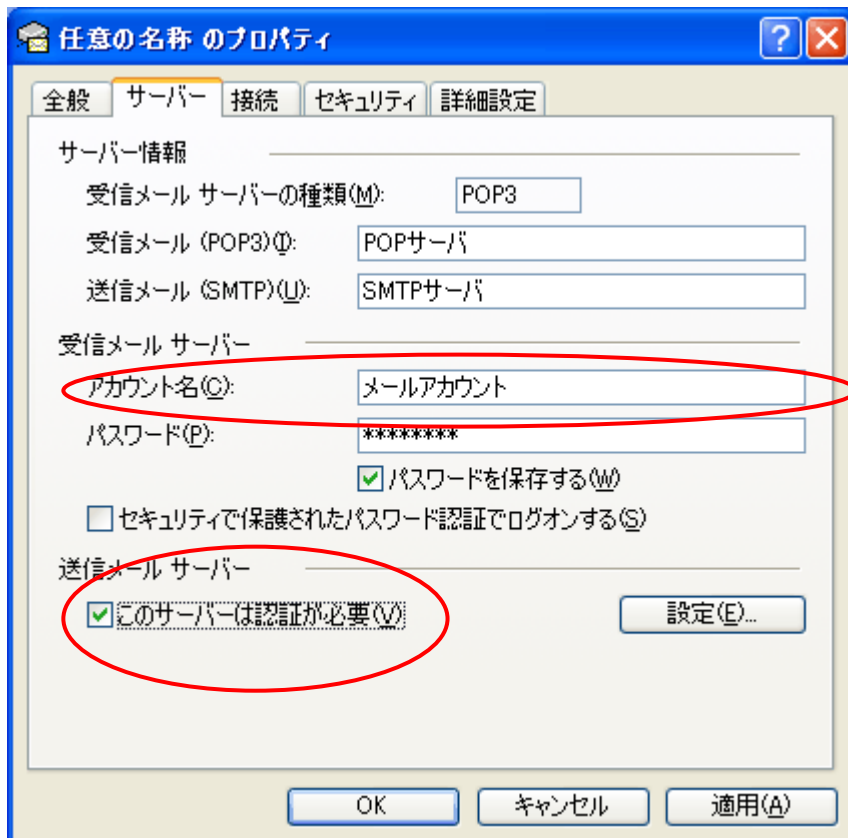 任意の名称 のプロパティ
全般 サーバー 接続 セキュリティ 詳細設定
サーバー情報
受信メール サーバーの種類(M): POP3
受信メール (POP3)(I): POPサーバ
送信メール (SMTP)(U): SMTPサーバ
受信メール サーバー
アカウント名(C): メールアカウント
パスワード(P): ********
パスワードを保存する(W)
セキュリティで保護されたパスワード認証でログオンする(S)
送信メール サーバー
このサーバーは認証が必要(V) 設定(E)...
OK キャンセル 適用(A)